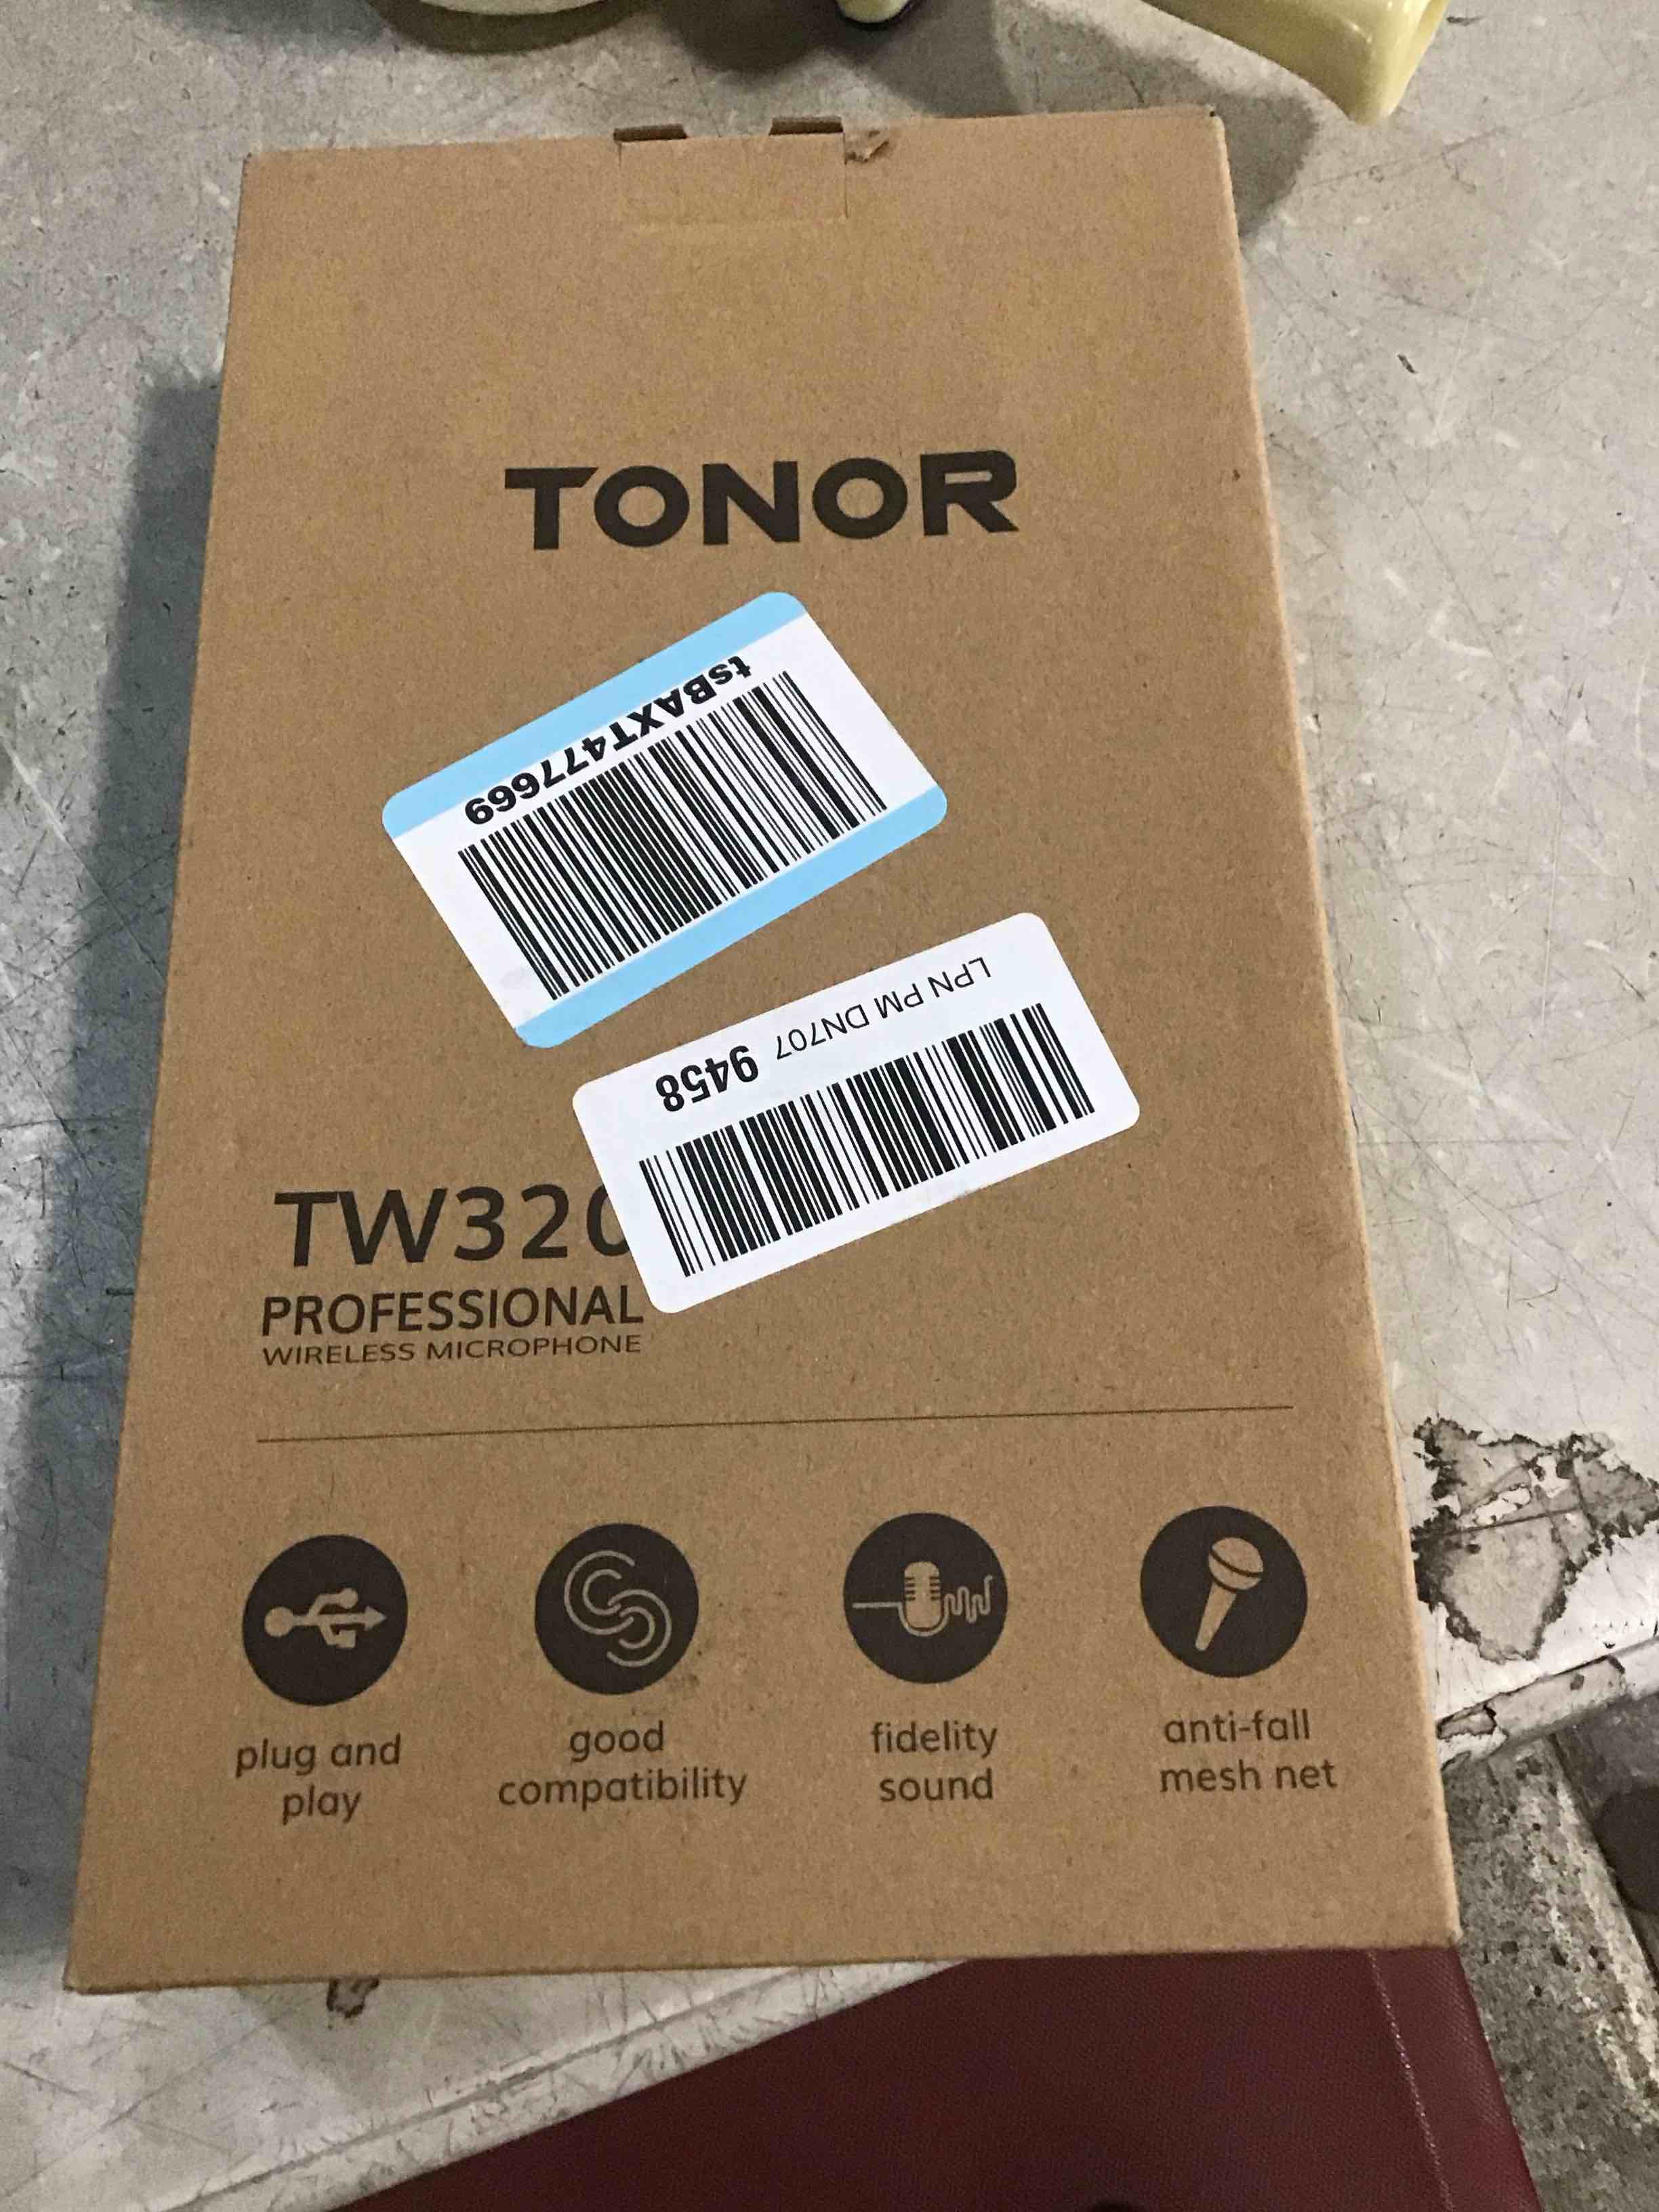 TONOR
tsBAXT477669
LPN PM DN707 9458
TW320
PROFESSIONAL
WIRELESS MICROPHONE
plug and
play
good
compatibility
fidelity
sound
anti-fall
mesh net